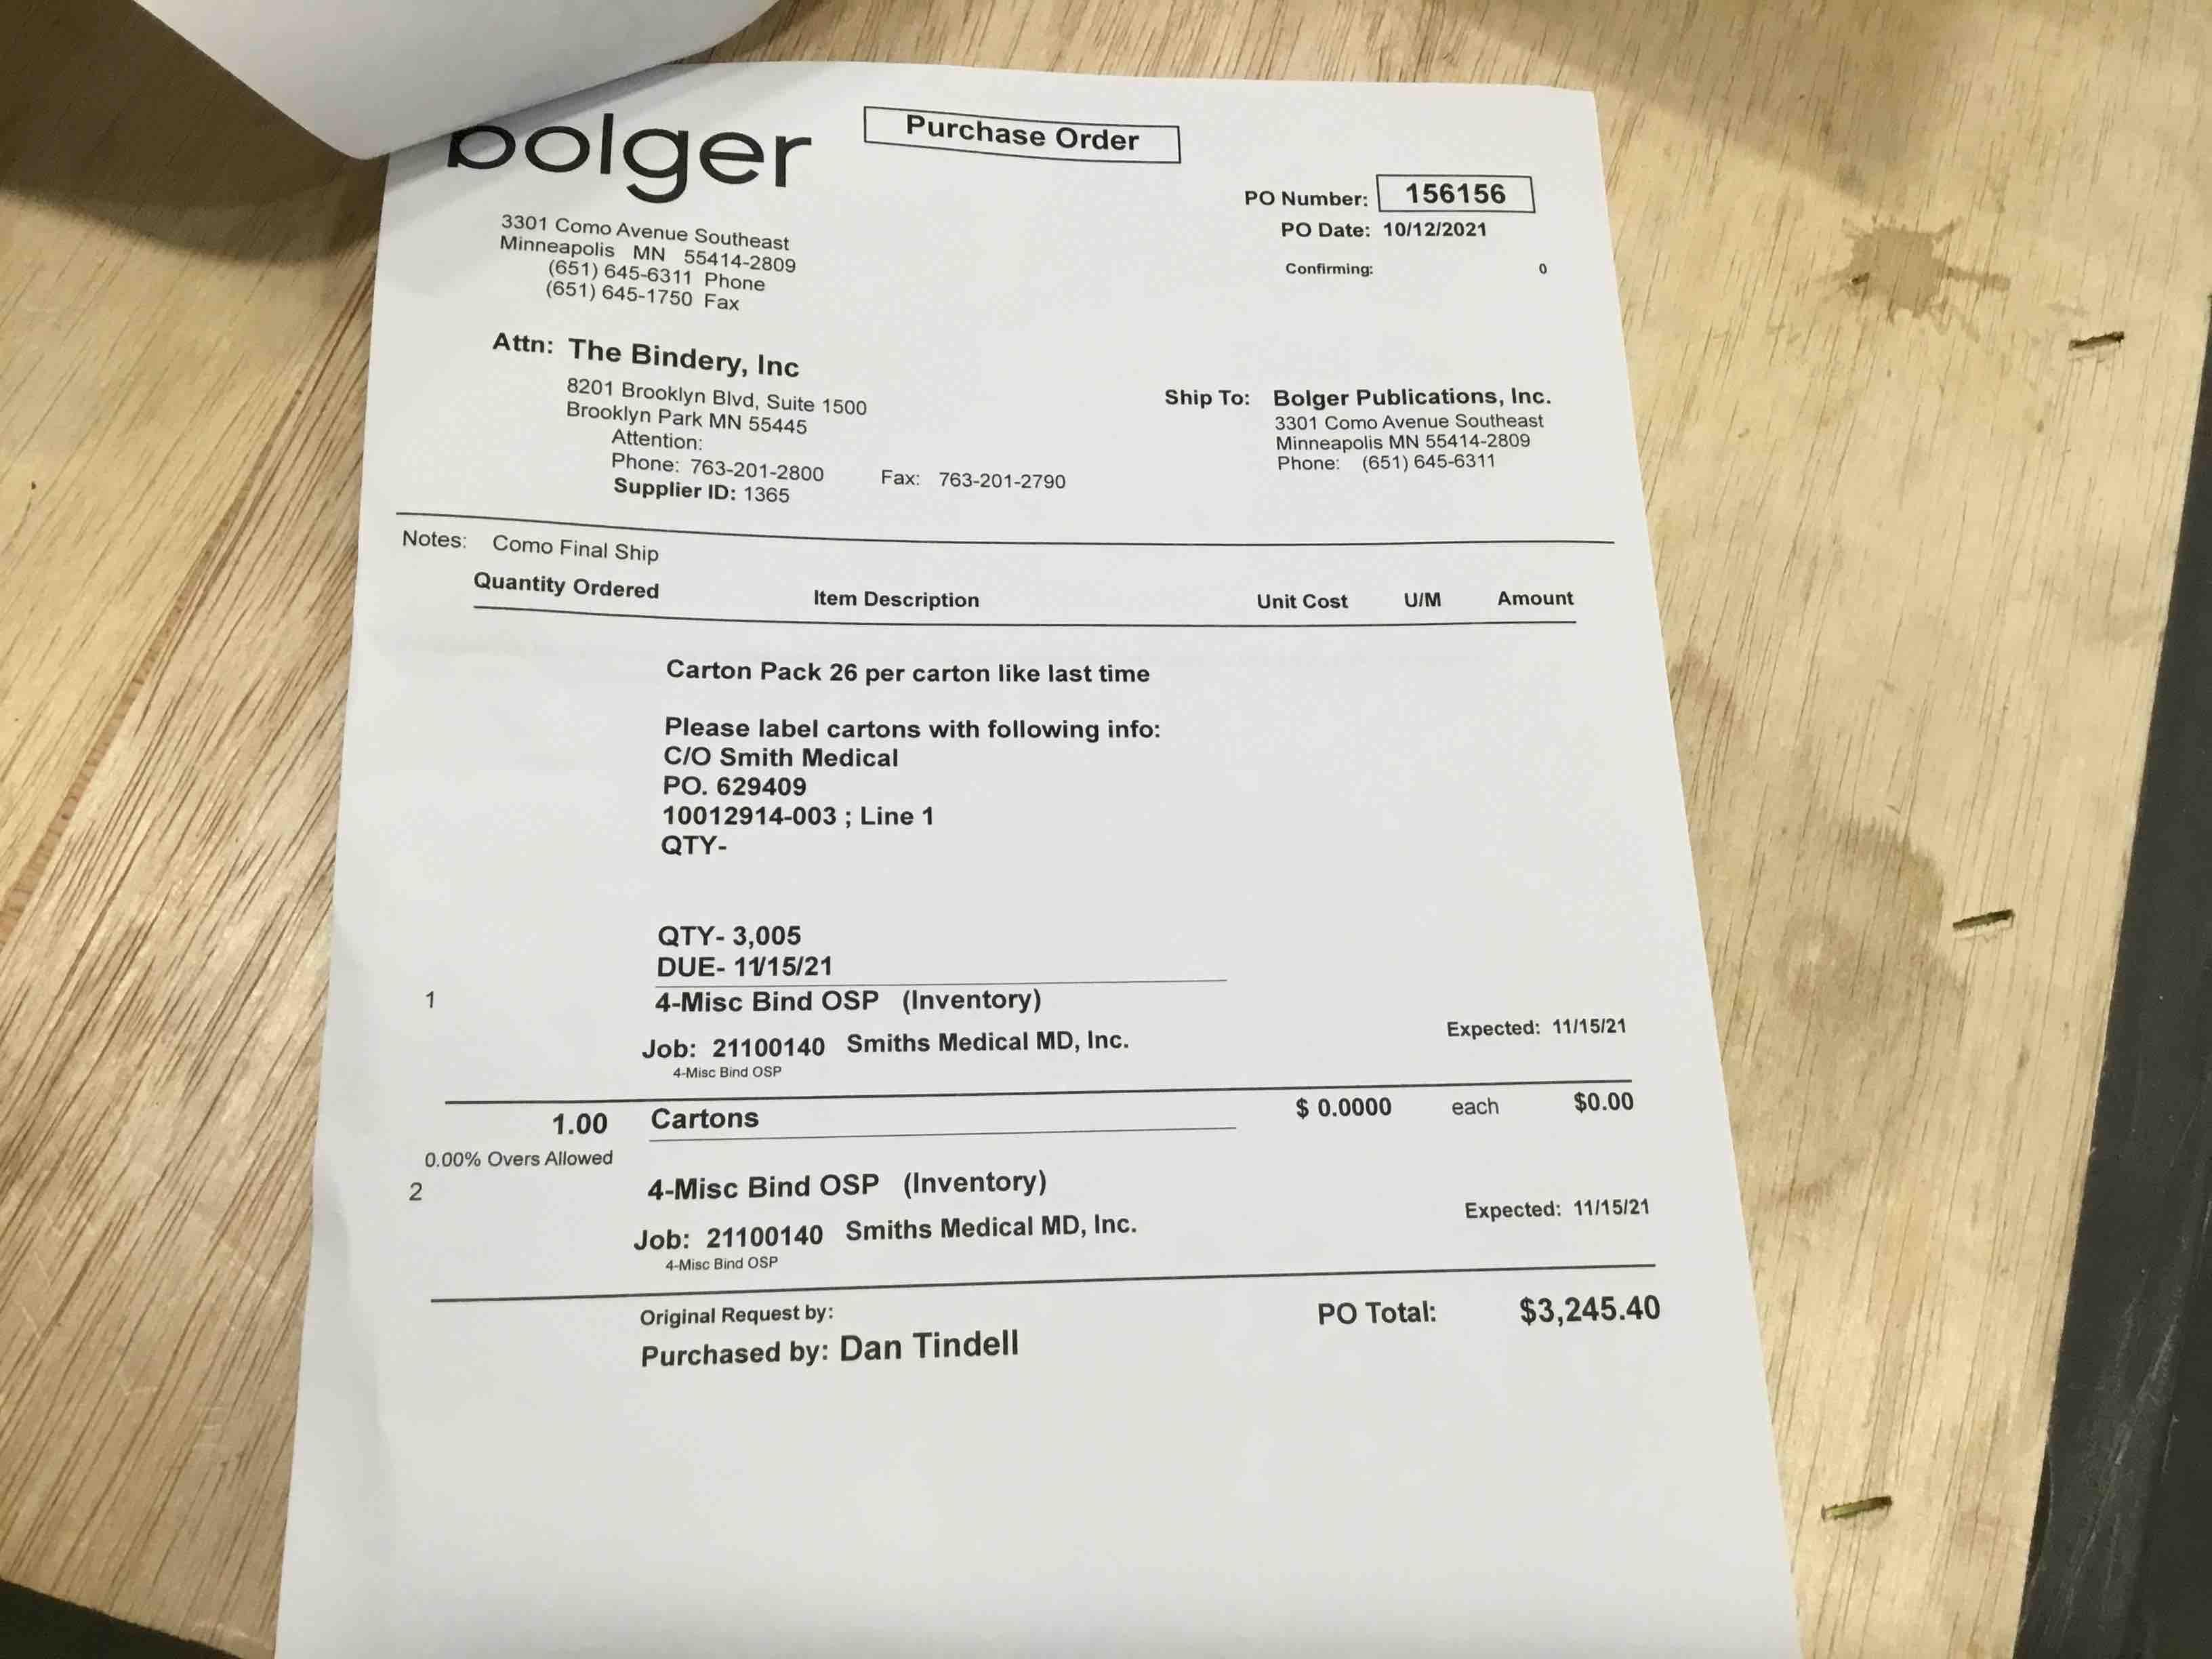 bolger
Purchase Order
PO Number: 156156
PO Date: 10/12/2021
Confirming: 0
3301 Como Avenue Southeast
Minneapolis MN 55414-2809
(651) 645-6311 Phone
(651) 645-1750 Fax
Attn: The Bindery, Inc
8201 Brooklyn Blvd, Suite 1500
Brooklyn Park MN 55445
Attention:
Phone: 763-201-2800 Fax: 763-201-2790
Supplier ID: 1365
Ship To: Bolger Publications, Inc.
3301 Como Avenue Southeast
Minneapolis MN 55414-2809
Phone: (651) 645-6311
Notes: Como Final Ship
Quantity Ordered Item Description Unit Cost U/M Amount
Carton Pack 26 per carton like last time
Please label cartons with following info:
C/O Smith Medical
PO. 629409
10012914-003 ; Line 1
QTY-
QTY- 3,005
DUE- 11/15/21
1 4-Misc Bind OSP (Inventory)
Job: 21100140 Smiths Medical MD, Inc. Expected: 11/15/21
4-Misc Bind OSP
1.00 Cartons $ 0.0000 each $0.00
0.00% Overs Allowed
2 4-Misc Bind OSP (Inventory)
Job: 21100140 Smiths Medical MD, Inc. Expected: 11/15/21
4-Misc Bind OSP
Original Request by: PO Total: $3,245.40
Purchased by: Dan Tindell